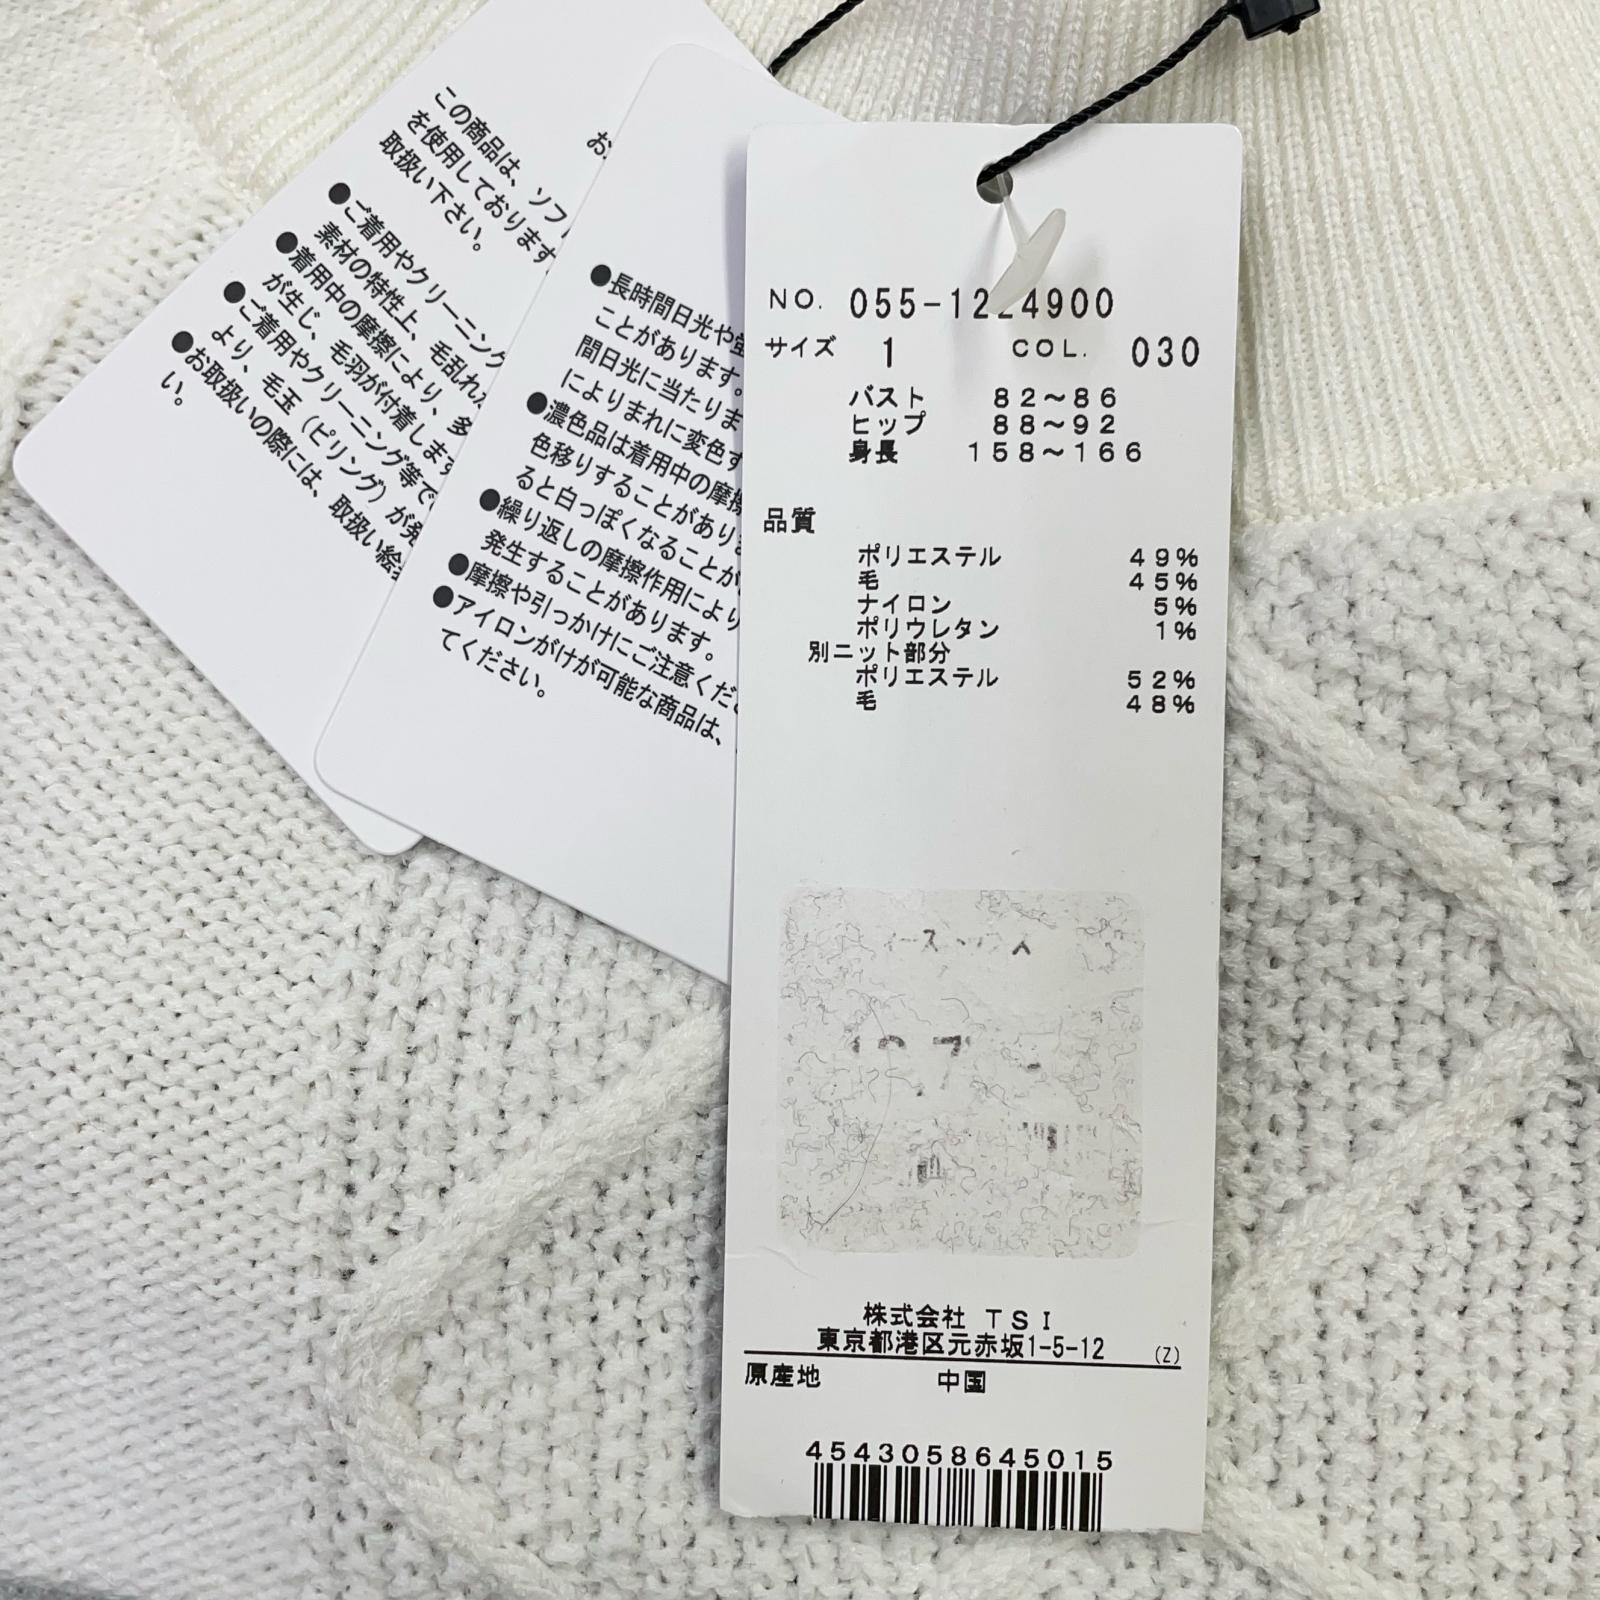 この商品は、ソフ
を使用しております
取扱い下さい。
●ご着用やクリーニング
素材の特性上、毛乱れが
●着用中の摩擦により、多
が生じ、毛羽が付着します
●ご着用やクリーニング等で
より、毛玉（ピリング）が発
●お取扱いの際には、取扱い絵
い。
お
●長時間日光や
ことがあります。
間日光に当たりま
によりまれに変色す
●濃色品は着用中の摩擦
色移りすることがあり
ると白っぽくなることが
●繰り返しの摩擦作用により
発生することがあります。
●摩擦や引っかけにご注意くだ
●アイロンがけが可能な商品は、
てください。
NO. 055-12 4900
サイズ 1 COL. 030
バスト 82〜86
ヒップ 88〜92
身長 158〜166
品質
ポリエステル 49%
毛 45%
ナイロン 5%
ポリウレタン 1%
別ニット部分
ポリエステル 52%
毛 48%
株式会社 TSI
東京都港区元赤坂1-5-12 (Z)
原産地 中国
4543058645015